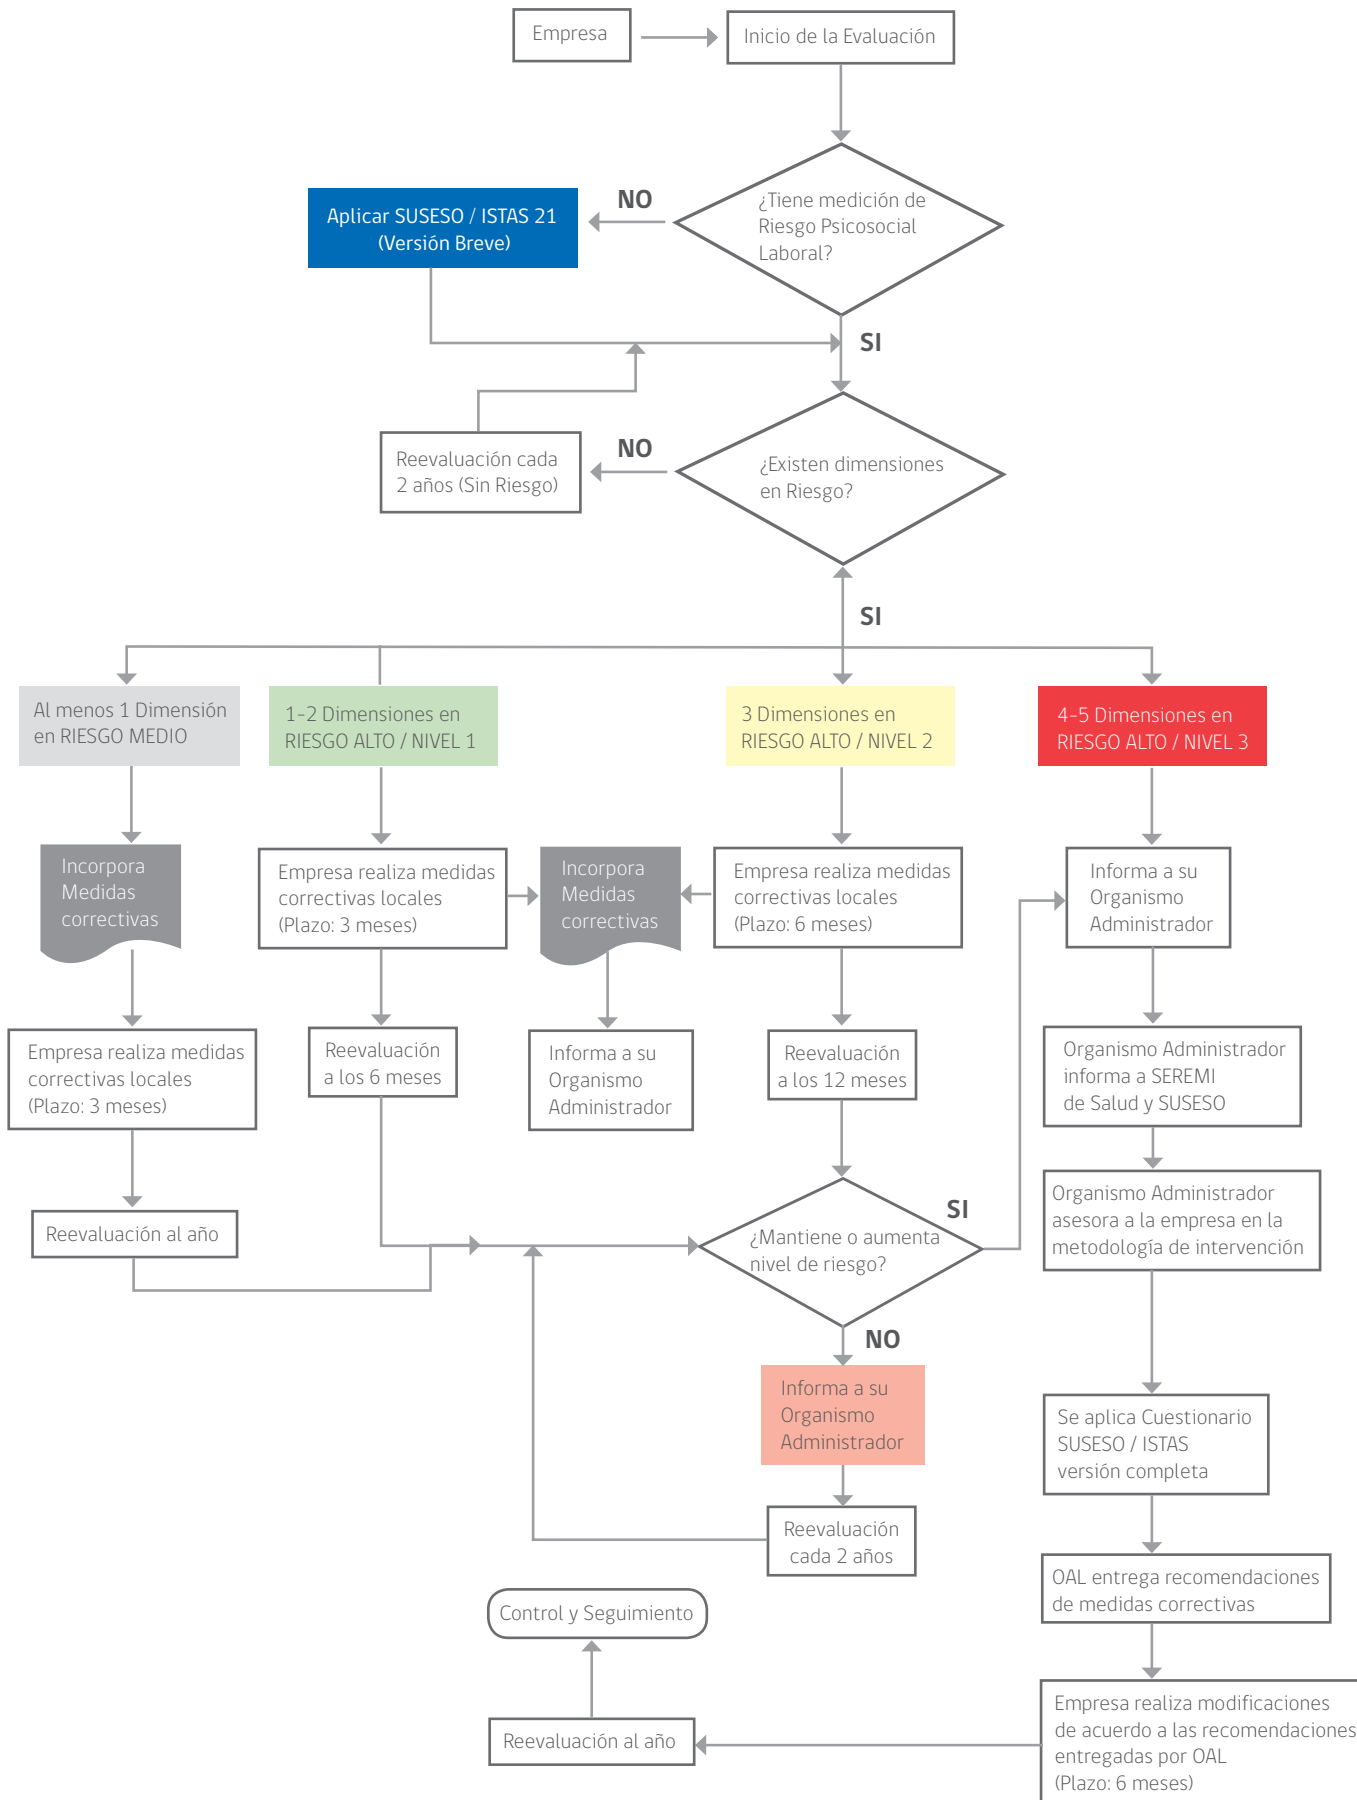 Empresa
Inicio de la Evaluación
¿Tiene medición de
Riesgo Psicosocial
Laboral?
NO
Aplicar SUSESO / ISTAS 21
(Versión Breve)
SI
¿Existen dimensiones
en Riesgo?
NO
Reevaluación cada
2 años (Sin Riesgo)
SI
Al menos 1 Dimensión
en RIESGO MEDIO
1-2 Dimensiones en
RIESGO ALTO / NIVEL 1
3 Dimensiones en
RIESGO ALTO / NIVEL 2
4-5 Dimensiones en
RIESGO ALTO / NIVEL 3
Incorpora
Medidas
correctivas
Empresa realiza medidas
correctivas locales
(Plazo: 3 meses)
Incorpora
Medidas
correctivas
Empresa realiza medidas
correctivas locales
(Plazo: 6 meses)
Informa a su
Organismo
Administrador
Empresa realiza medidas
correctivas locales
(Plazo: 3 meses)
Reevaluación
a los 6 meses
Informa a su
Organismo
Administrador
Reevaluación
a los 12 meses
Organismo Administrador
informa a SEREMI
de Salud y SUSESO
Reevaluación al año
¿Mantiene o aumenta
nivel de riesgo?
SI
Organismo Administrador
asesora a la empresa en la
metodología de intervención
NO
Informa a su
Organismo
Administrador
Se aplica Cuestionario
SUSESO / ISTAS
versión completa
Reevaluación
cada 2 años
OAL entrega recomendaciones
de medidas correctivas
Control y Seguimiento
Reevaluación al año
Empresa realiza modificaciones
de acuerdo a las recomendaciones
entregadas por OAL
(Plazo: 6 meses)